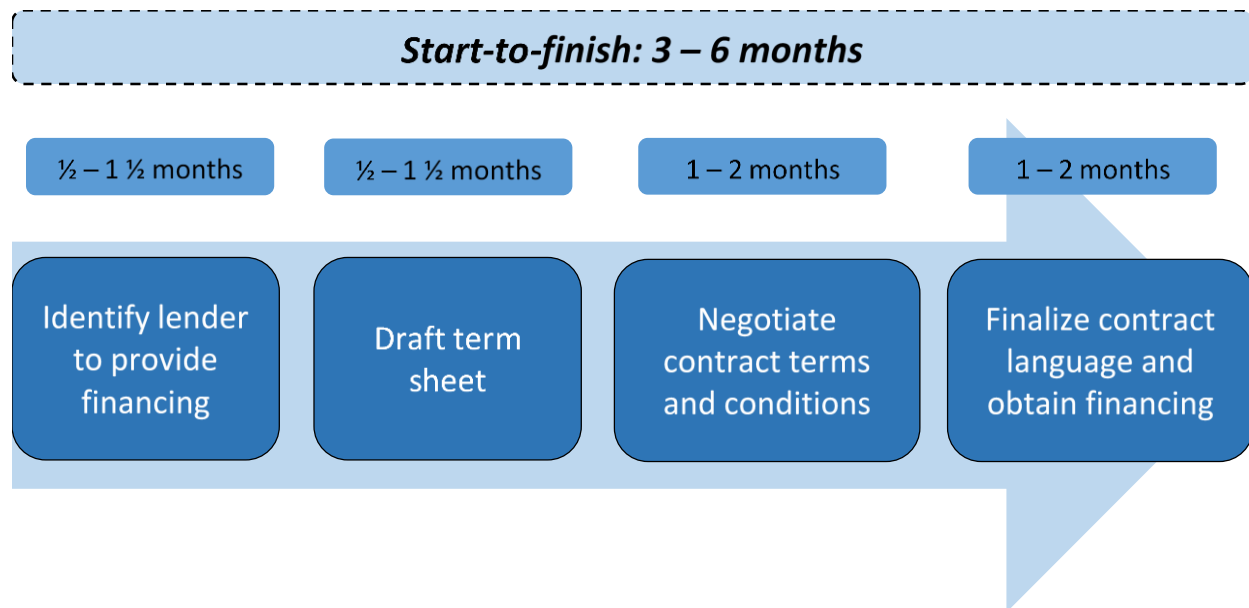 Start-to-finish: 3 – 6 months
½ – 1 ½ months
½ – 1 ½ months
1 – 2 months
1 – 2 months
Identify lender
to provide
financing
Draft term
sheet
Negotiate
contract terms
and conditions
Finalize contract
language and
obtain financing